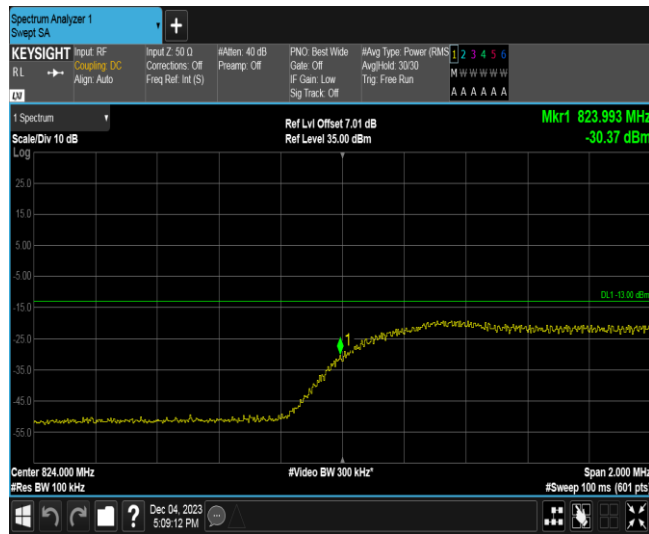 Spectrum Analyzer 1
Swept SA
+
KEYSIGHT
RL
LXI
Input: RF
Coupling: DC
Align: Auto
Input Z: 50 Ω
Corrections: Off
Freq Ref: Int (S)
#Atten: 40 dB
Preamp: Off
PNO: Best Wide
Gate: Off
IF Gain: Low
Sig Track: Off
#Avg Type: Power (RMS
Avg|Hold: 30/30
Trig: Free Run
1 2 3 4 5 6
M W W W W W
A A A A A A
1 Spectrum
Scale/Div 10 dB
Log
Ref Lvl Offset 7.01 dB
Ref Level 35.00 dBm
Mkr1 823.993 MHz
-30.37 dBm
25.0
15.0
5.00
-5.00
DL1 -13.00 dBm
-15.0
-25.0
1
-35.0
-45.0
-55.0
Center 824.000 MHz
#Video BW 300 kHz*
Span 2.000 MHz
#Res BW 100 kHz
#Sweep 100 ms (601 pts
?
Dec 04, 2023
5:09:12 PM